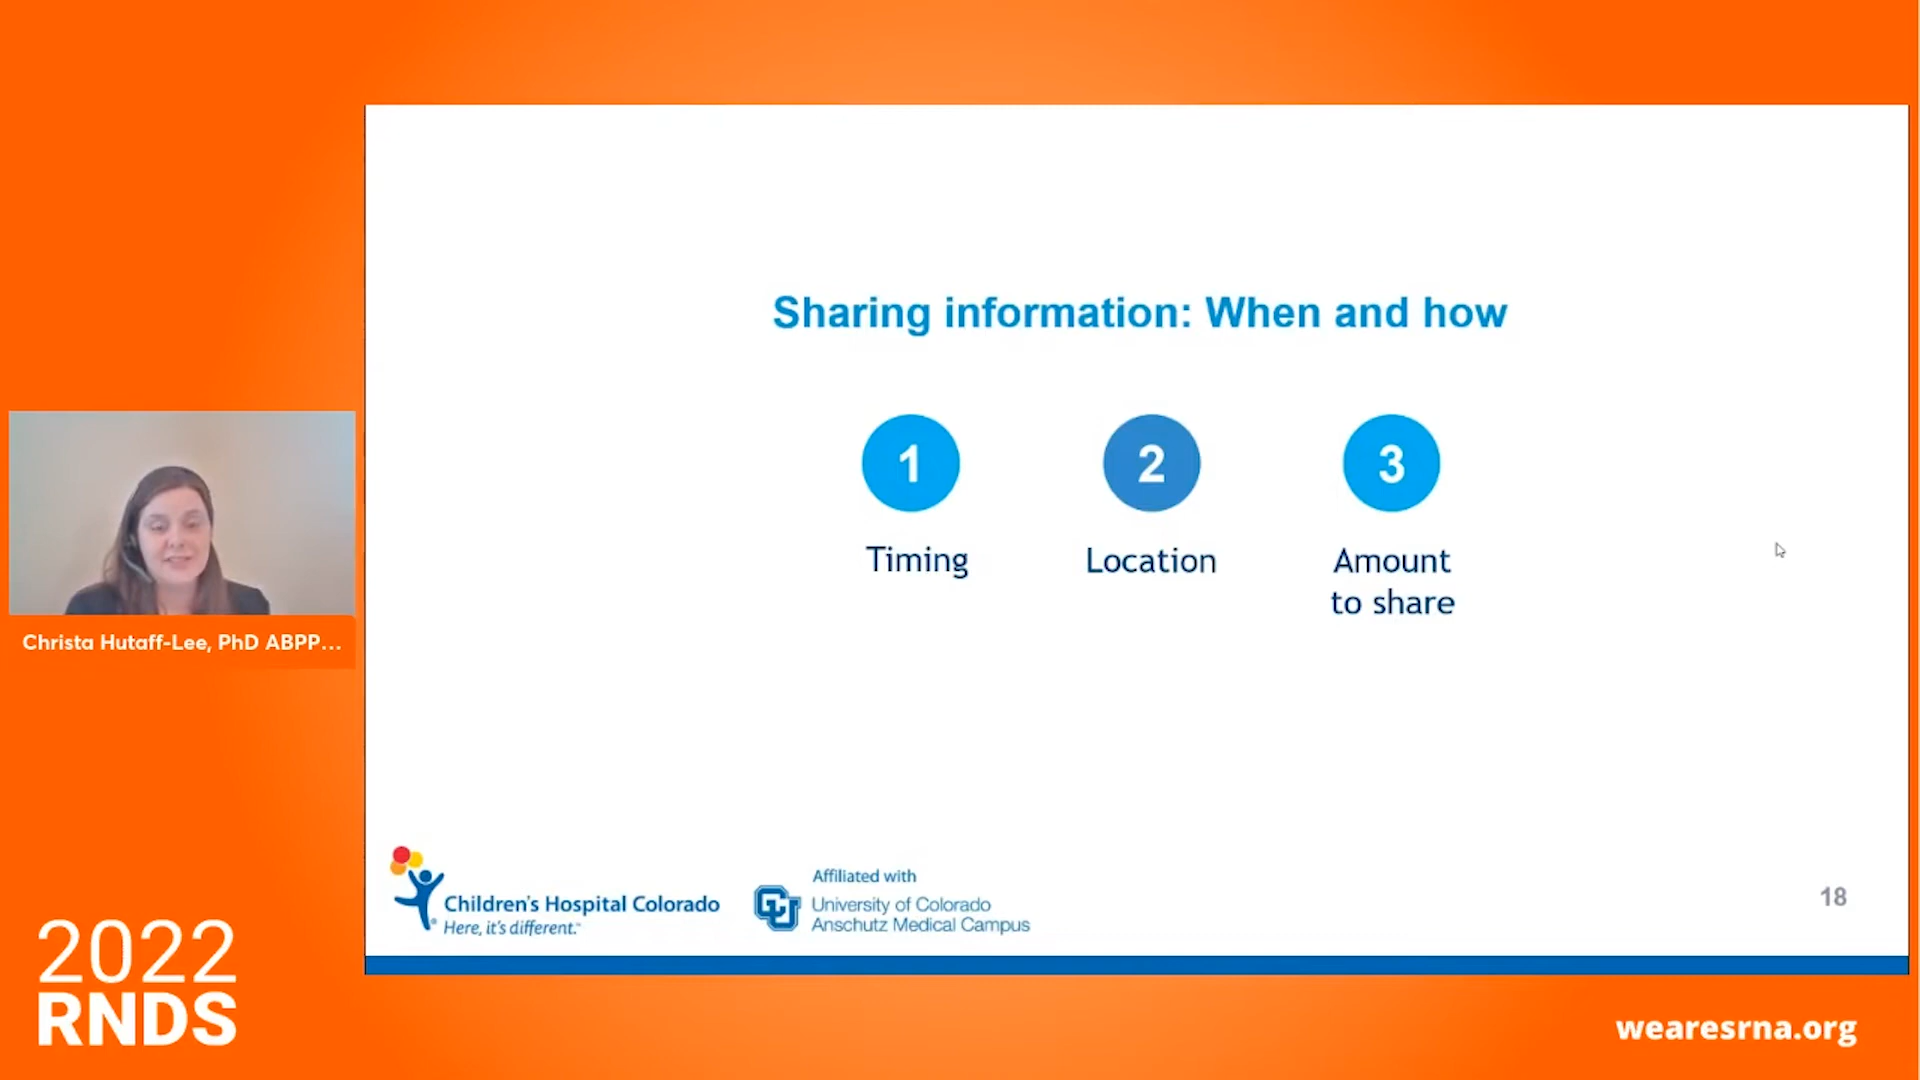 Sharing information: When and how
1
2
3
Timing
Location
Amount
to share
Christa Hutaff-Lee, PhD ABPP...
Children's Hospital Colorado
Here, it's different.™
Affiliated with
University of Colorado
Anschutz Medical Campus
18
2022
RNDS
wearesrna.org